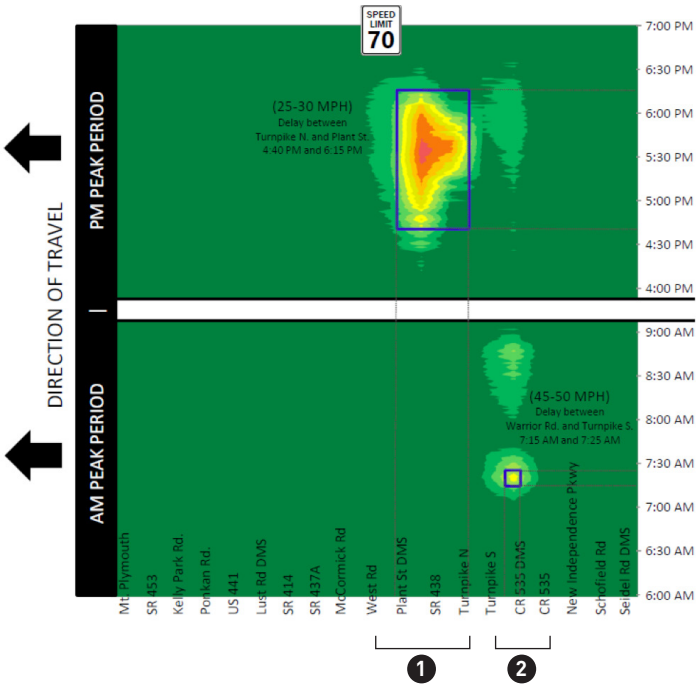 SPEED
LIMIT
70
DIRECTION OF TRAVEL
PM PEAK PERIOD
|
AM PEAK PERIOD
(25-30 MPH)
Delay between
Turnpike N. and Plant St.
4:40 PM and 6:15 PM
7:00 PM
6:30 PM
6:00 PM
5:30 PM
5:00 PM
4:30 PM
4:00 PM
9:00 AM
8:30 AM
8:00 AM
7:30 AM
7:00 AM
6:30 AM
6:00 AM
(45-50 MPH)
Delay between
Warrior Rd. and Turnpike S.
7:15 AM and 7:25 AM
Mt. Plymouth
SR 453
Kelly Park Rd.
Ponkan Rd.
US 441
Lust Rd DMS
SR 414
SR 437A
McCormick Rd
West Rd
Plant St DMS
SR 438
Turnpike N
Turnpike S
CR 535 DMS
CR 535
New Independence Pkwy
Schofield Rd
Seidel Rd DMS
1
2